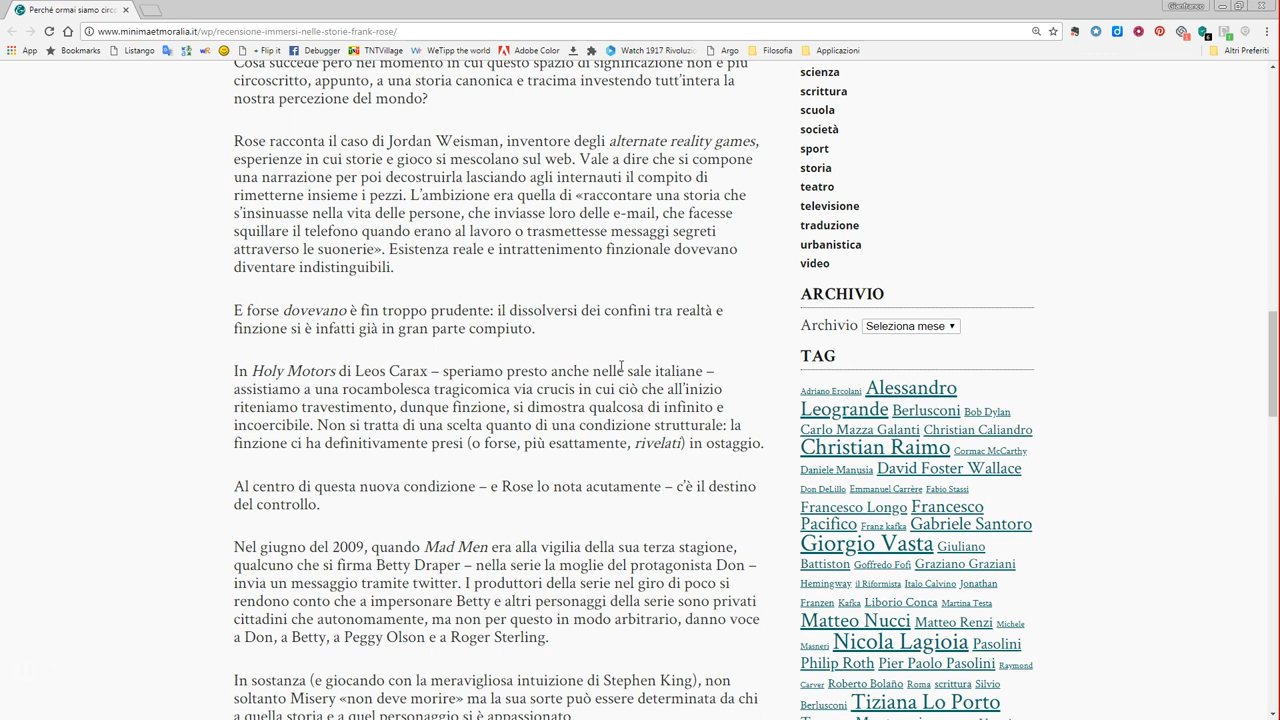 Perché ormai siamo circ
Gianfranco
www.minimaetmoralia.it/wp/recensione-immersi-nelle-storie-frank-rose/
App
Bookmarks
Listango
wR
+ Flip it
Debugger
TNTVillage
WeTipp the world
Adobe Color
Watch 1917 Rivoluzi
Argo
Filosofia
Applicazioni
Altri Preferiti
Cosa succede però nel momento in cui questo spazio di significazione non è più
circoscritto, appunto, a una storia canonica e tracima investendo tutt’intera la
nostra percezione del mondo?
Rose racconta il caso di Jordan Weisman, inventore degli alternate reality games,
esperienze in cui storie e gioco si mescolano sul web. Vale a dire che si compone
una narrazione per poi decostruirla lasciando agli internauti il compito di
rimetterne insieme i pezzi. L’ambizione era quella di «raccontare una storia che
s’insinuasse nella vita delle persone, che inviasse loro delle e-mail, che facesse
squillare il telefono quando erano al lavoro o trasmettesse messaggi segreti
attraverso le suonerie». Esistenza reale e intrattenimento finzionale dovevano
diventare indistinguibili.
E forse dovevano è fin troppo prudente: il dissolversi dei confini tra realtà e
finzione si è infatti già in gran parte compiuto.
In Holy Motors di Leos Carax – speriamo presto anche nelle sale italiane –
assistiamo a una rocambolesca tragicomica via crucis in cui ciò che all’inizio
riteniamo travestimento, dunque finzione, si dimostra qualcosa di infinito e
incoercibile. Non si tratta di una scelta quanto di una condizione strutturale: la
finzione ci ha definitivamente presi (o forse, più esattamente, rivelati) in ostaggio.
Al centro di questa nuova condizione – e Rose lo nota acutamente – c’è il destino
del controllo.
Nel giugno del 2009, quando Mad Men era alla vigilia della sua terza stagione,
qualcuno che si firma Betty Draper – nella serie la moglie del protagonista Don –
invia un messaggio tramite twitter. I produttori della serie nel giro di poco si
rendono conto che a impersonare Betty e altri personaggi della serie sono privati
cittadini che autonomamente, ma non per questo in modo arbitrario, danno voce
a Don, a Betty, a Peggy Olson e a Roger Sterling.
In sostanza (e giocando con la meravigliosa intuizione di Stephen King), non
soltanto Misery «non deve morire» ma la sua sorte può essere determinata da chi
a quella storia e a quel personaggio si è appassionato.
scienza
scrittura
scuola
società
sport
storia
teatro
televisione
traduzione
urbanistica
video
ARCHIVIO
Archivio Seleziona mese
TAG
Adriano Ercolani Alessandro
Leogrande Berlusconi Bob Dylan
Carlo Mazza Galanti Christian Caliandro
Christian Raimo Cormac McCarthy
Daniele Manusia David Foster Wallace
Don DeLillo Emmanuel Carrère Fabio Stassi
Francesco Longo Francesco
Pacifico Franz kafka Gabriele Santoro
Giorgio Vasta Giuliano
Battiston Goffredo Fofi Graziano Graziani
Hemingway il Riformista Italo Calvino Jonathan
Franzen Kafka Liborio Conca Martina Testa
Matteo Nucci Matteo Renzi Michele
Masneri Nicola Lagioia Pasolini
Philip Roth Pier Paolo Pasolini Raymond
Carver Roberto Bolaño Roma scrittura Silvio
Berlusconi Tiziana Lo Porto